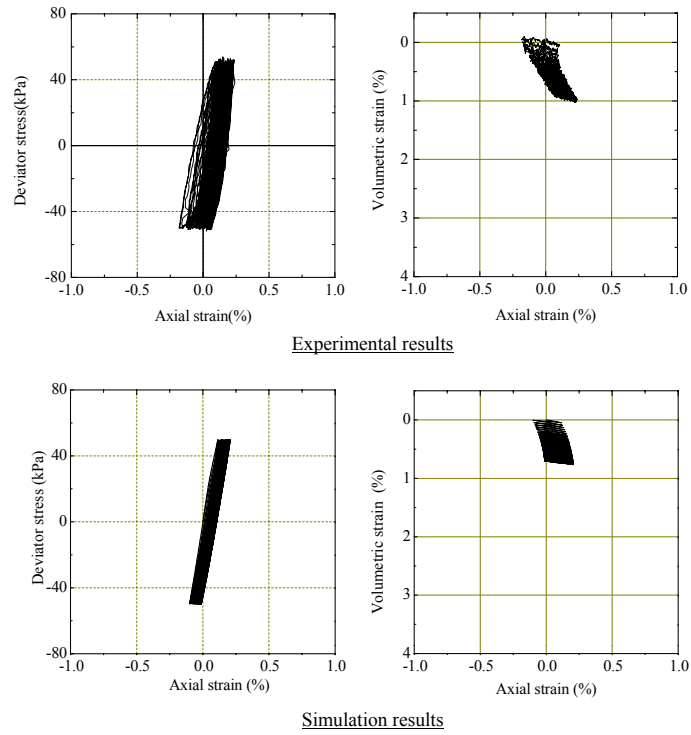 80
40
0
-40
-80
-1.0 -0.5 0.0 0.5 1.0
Deviator stress(kPa)
Axial strain(%)
0
1
2
3
4
-1.0 -0.5 0.0 0.5 1.0
Volumetric strain (%)
Axial strain (%)
Experimental results
80
40
0
-40
-80
-1.0 -0.5 0.0 0.5 1.0
Deviator stress (kPa)
Axial strain (%)
0
1
2
3
4
-1.0 -0.5 0.0 0.5 1.0
Volumetric strain (%)
Axial strain (%)
Simulation results